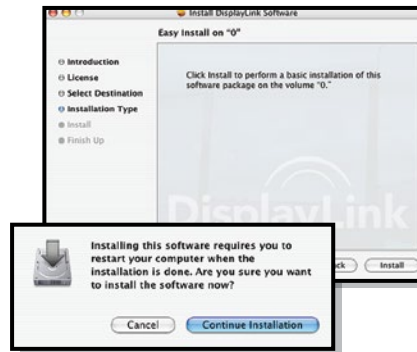 Install DisplayLink Software
Easy Install on "0"
Introduction
License
Select Destination
Installation Type
Install
Finish Up
Click Install to perform a basic installation of this
software package on the volume "0."
DisplayLink
Install
Installing this software requires you to
restart your computer when the
installation is done. Are you sure you want
to install the software now?
Cancel
Continue Installation